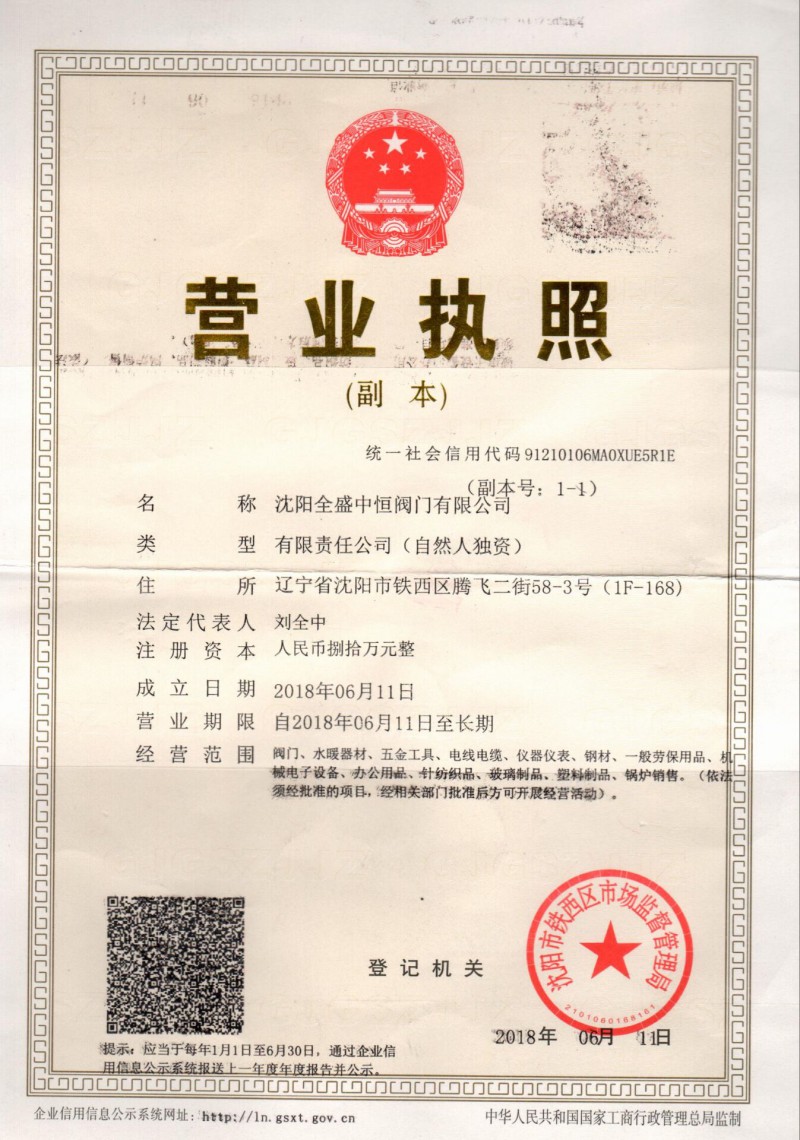 营业执照
(副 本)
统一社会信用代码 91210106MA0XUE5R1E
(副本号: 1-1)
名 称 沈阳全盛中恒阀门有限公司
类 型 有限责任公司(自然人独资)
住 所 辽宁省沈阳市铁西区腾飞二街58-3号(1F-168)
法定代表人 刘全中
注册资本 人民币捌拾万元整
成立日期 2018年06月11日
营业期限 自2018年06月11日至长期
经营范围 阀门、水暖器材、五金工具、电线电缆、仪器仪表、钢材、一般劳保用品、机
械电子设备、办公用品、针纺织品、玻璃制品、塑料制品、锅炉销售。(依法
须经批准的项目,经相关部门批准后方可开展经营活动)。
沈阳市铁西区市场监督管理局
登记机关
2018年 06月 11日
提示: 应当于每年1月1日至6月30日,通过企业信
用信息公示系统报送上一年度年度报告并公示。
企业信用信息公示系统网址: http://ln.gsxt.gov.cn
中华人民共和国国家工商行政管理总局监制